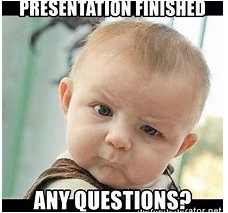 PRESENTATION FINISHED
ANY QUESTIONS?